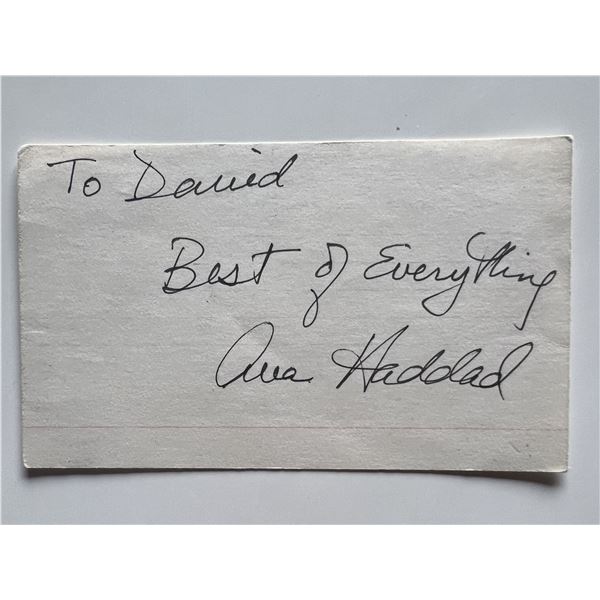 To David
Best of Everything
Ava Haddad